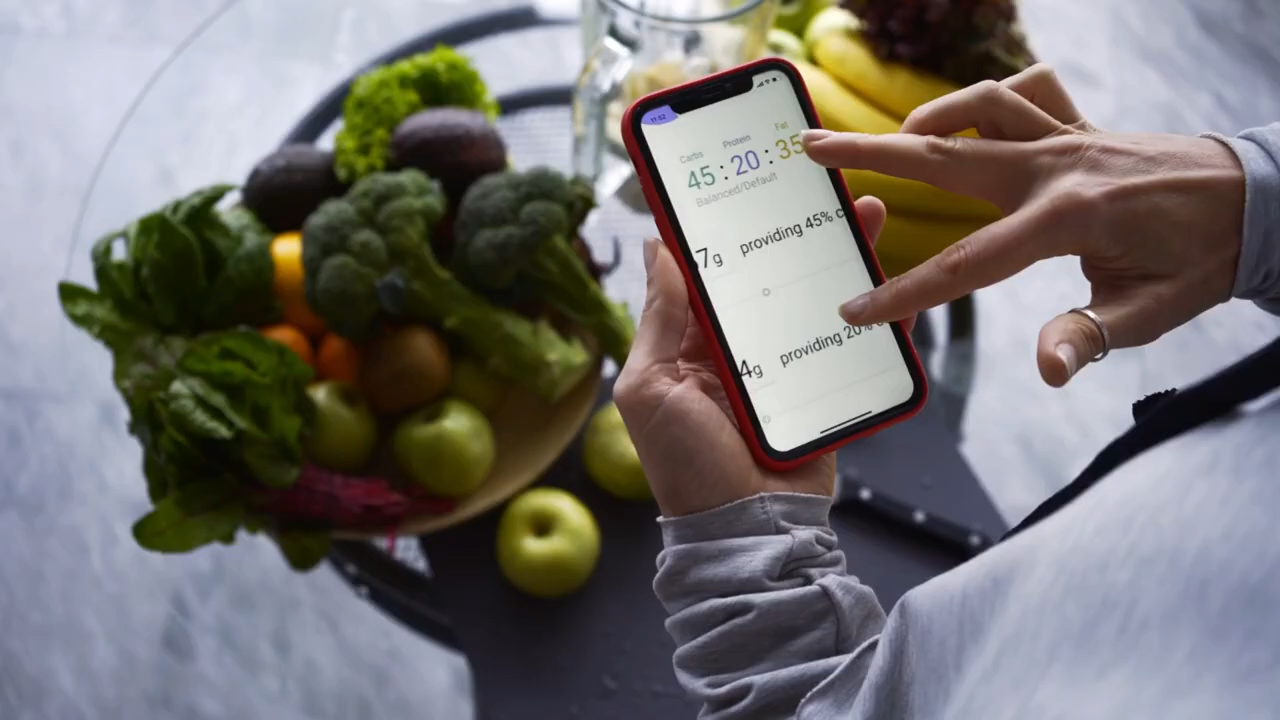 11:52
Carbs Protein Fat
45 : 20 : 35
Balanced/Default
7g providing 45% c
4g providing 20% c